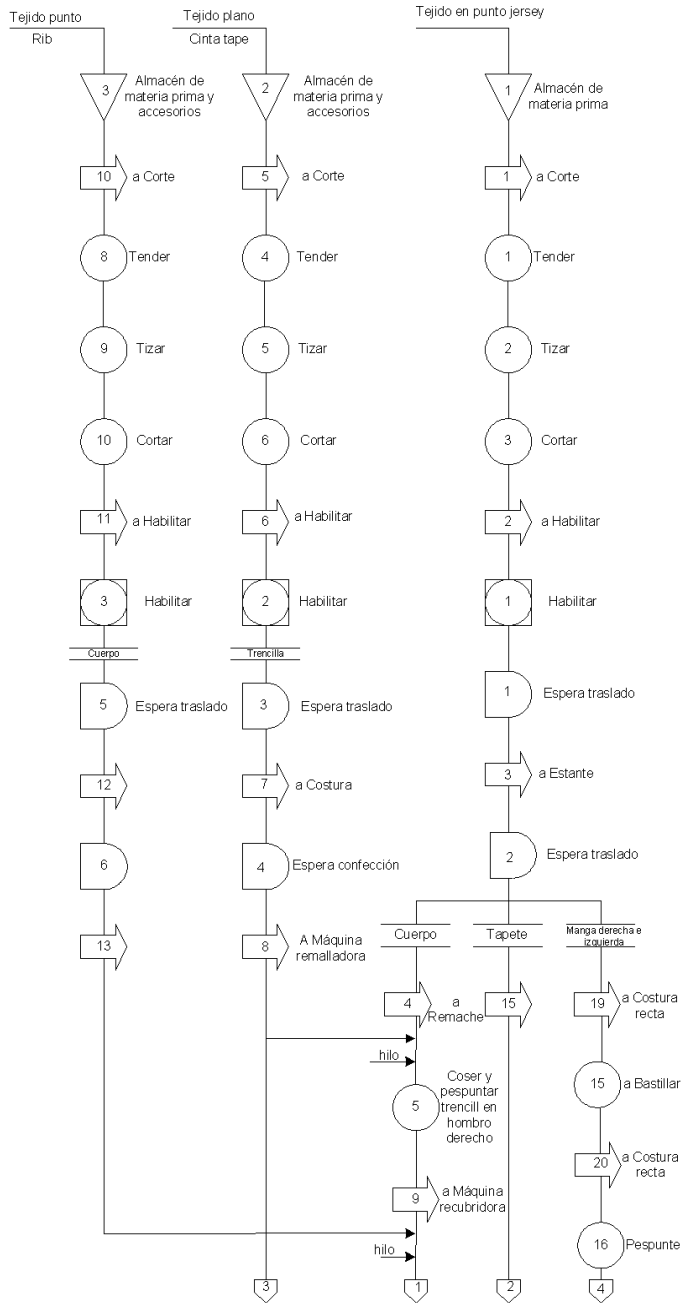 Tejido punto
Rib
3
Almacén de
materia prima y
accesorios
10
a Corte
8
Tender
9
Tizar
10
Cortar
11
a Habilitar
3
Habilitar
Cuerpo
5
Espera traslado
12
6
13
Tejido plano
Cinta tape
2
Almacén de
materia prima y
accesorios
5
a Corte
4
Tender
5
Tizar
6
Cortar
6
a Habilitar
2
Habilitar
Trencilla
3
Espera traslado
7
a Costura
4
Espera confección
8
A Máquina
remalladora
3
Tejido en punto jersey
1
Almacén de
materia prima
1
a Corte
1
Tender
2
Tizar
3
Cortar
2
a Habilitar
1
Habilitar
1
Espera traslado
3
a Estante
2
Espera traslado
Cuerpo
4
a
Remache
hilo
5
Coser y
pespuntar
trencill en
hombro
derecho
9
a Máquina
recubridora
hilo
1
Tapete
15
2
Manga derecha e
izquierda
19
a Costura
recta
15
a Bastillar
20
a Costura
recta
16
Pespunte
4